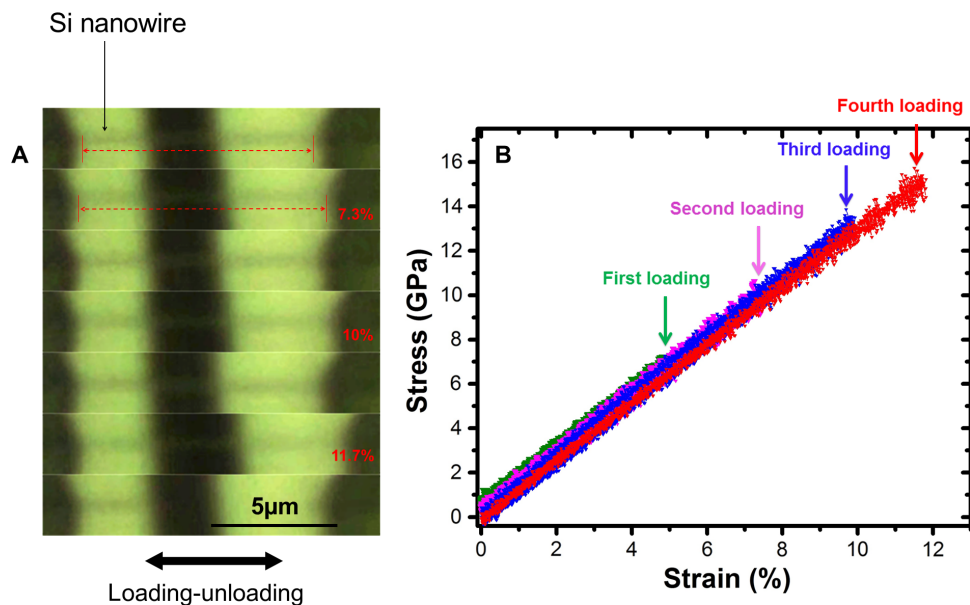 Si nanowire
A
7.3%
10%
11.7%
5μm
Loading-unloading
B
Fourth loading
Third loading
Second loading
First loading
Stress (GPa)
16
14
12
10
8
6
4
2
0
0 2 4 6 8 10 12
Strain (%)